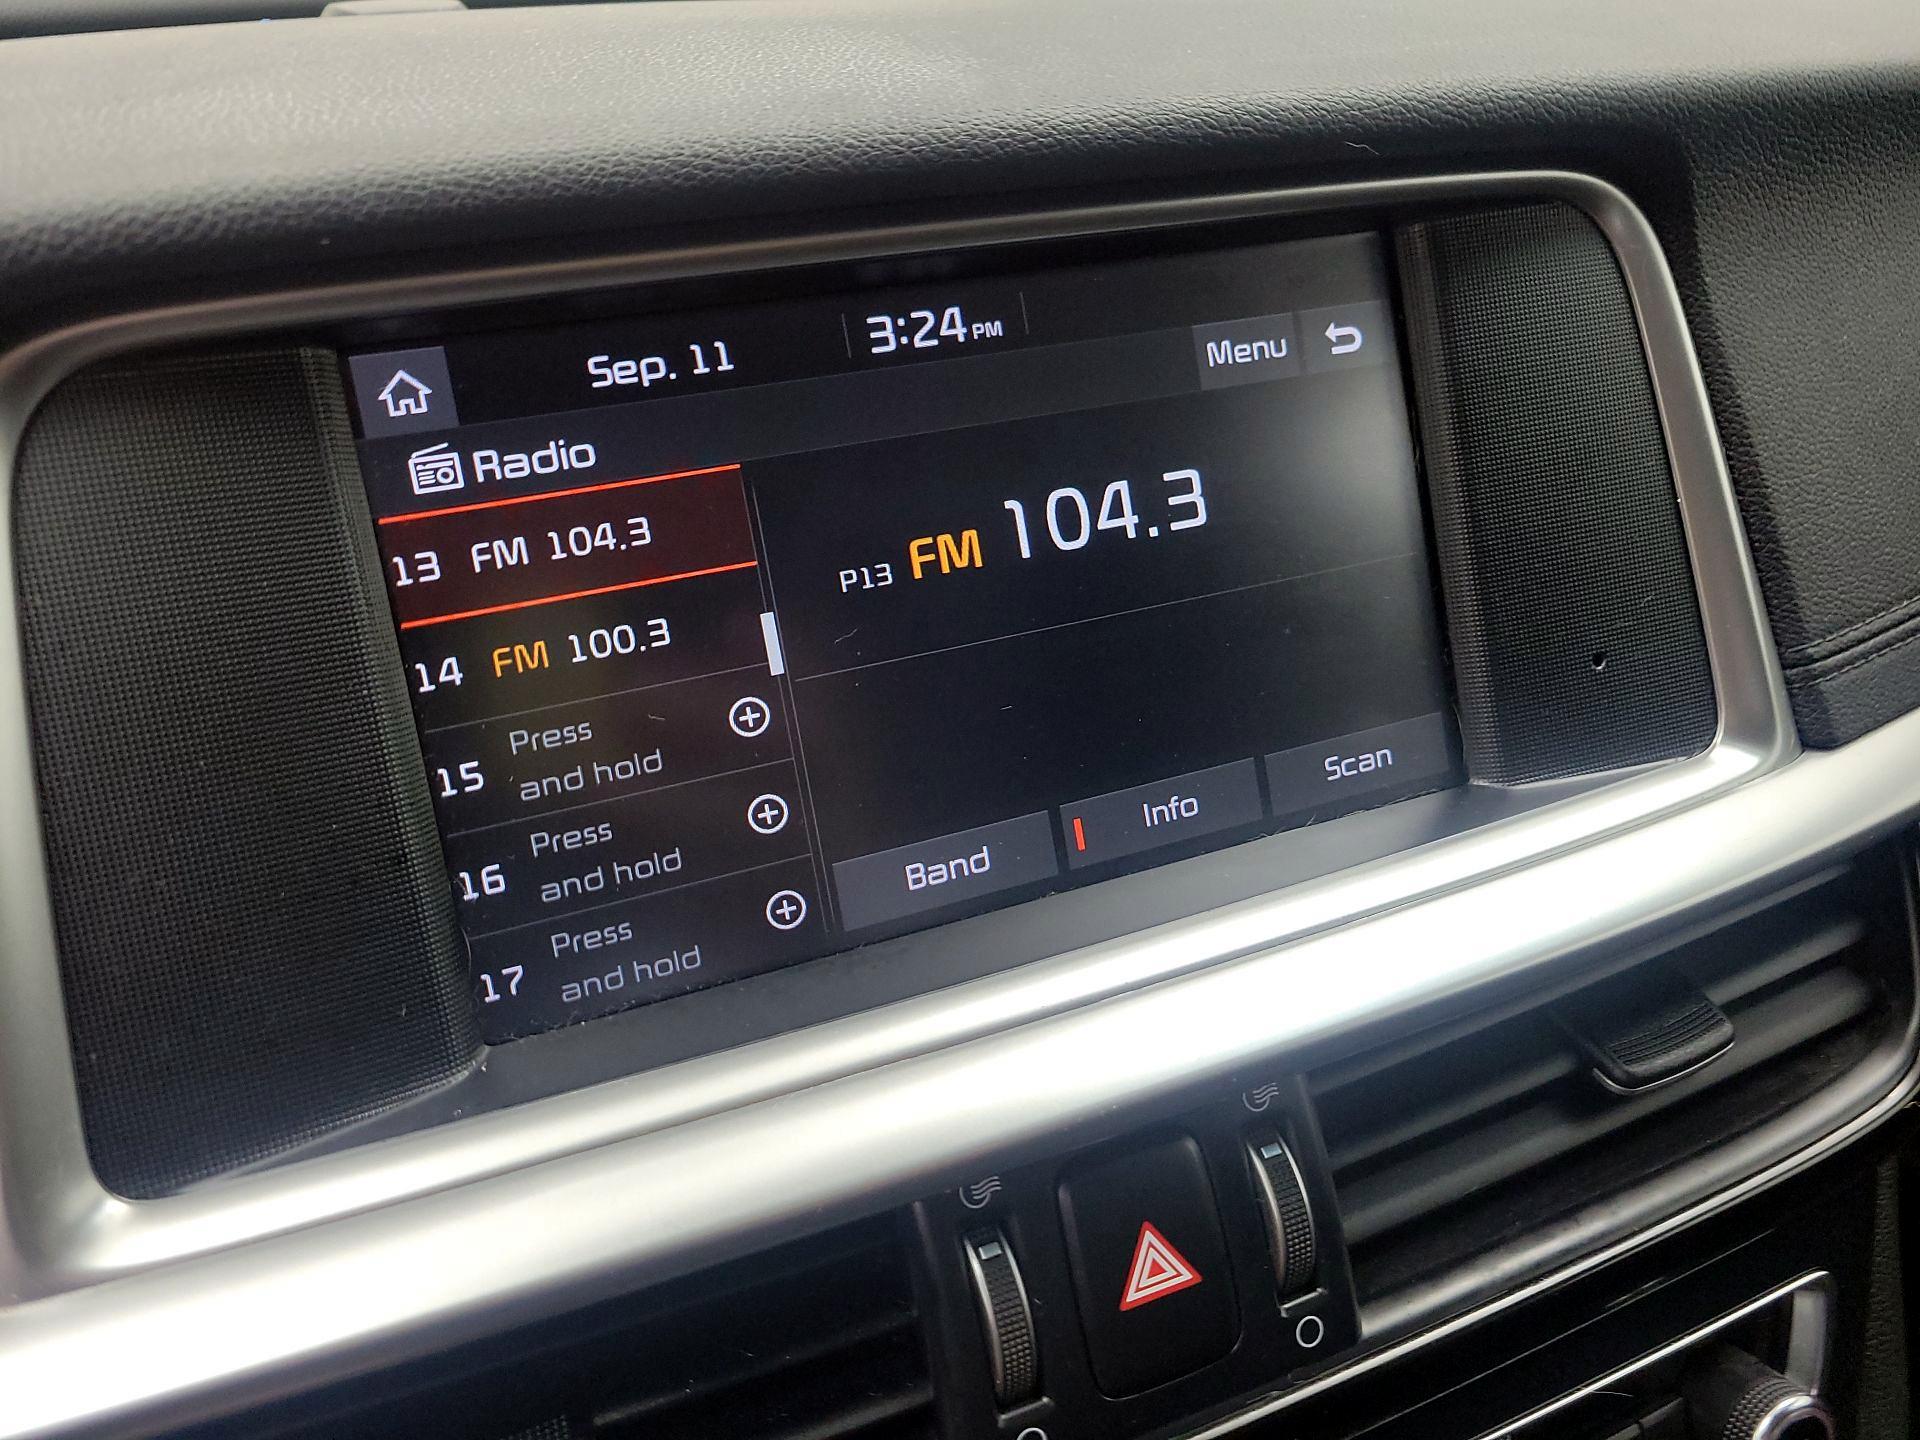 Sep. 11
3:24 PM
Menu
Radio
13 FM 104.3
14 FM 100.3
15 Press
and hold
16 Press
and hold
17 Press
and hold
P13 FM 104.3
Band
Info
Scan